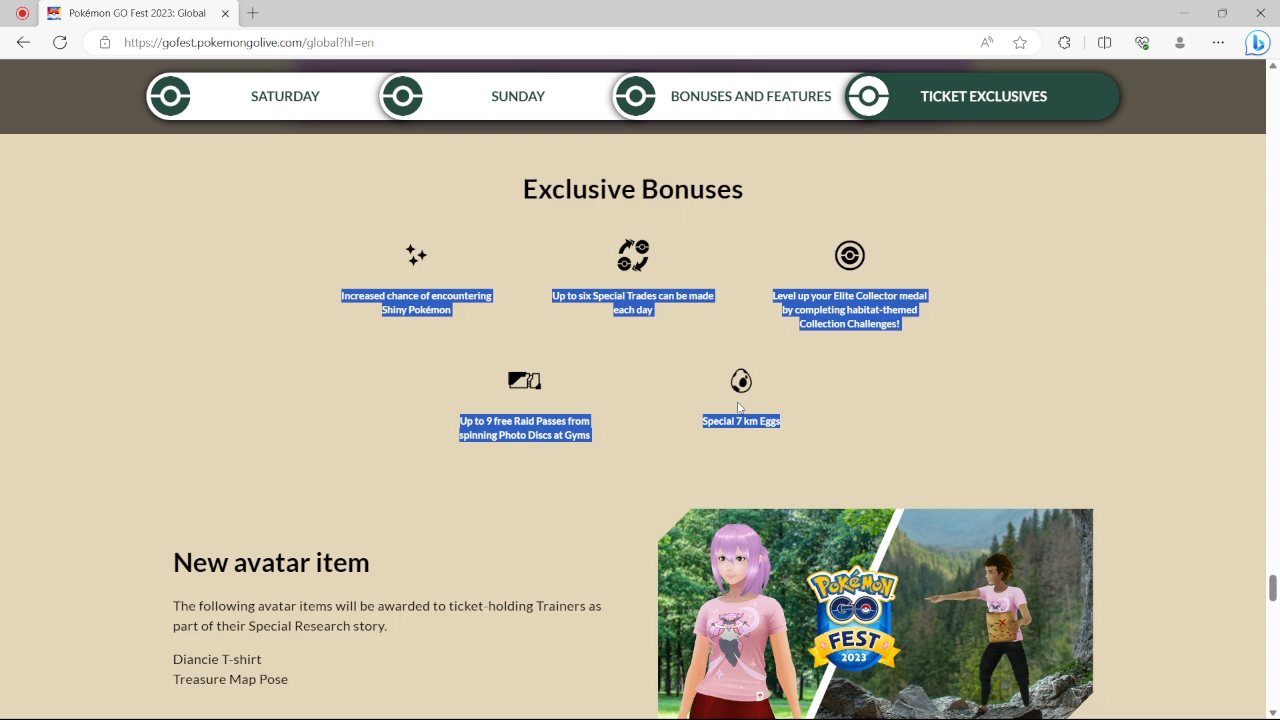 Pokémon GO Fest 2023: Global
https://gofest.pokemongolive.com/global?hl=en
SATURDAY
SUNDAY
BONUSES AND FEATURES
TICKET EXCLUSIVES
Exclusive Bonuses
Increased chance of encountering
Shiny Pokémon
Up to six Special Trades can be made
each day
Level up your Elite Collector medal
by completing habitat-themed
Collection Challenges!
Up to 9 free Raid Passes from
spinning Photo Discs at Gyms
Special 7 km Eggs
New avatar item
The following avatar items will be awarded to ticket-holding Trainers as
part of their Special Research story.
Diancie T-shirt
Treasure Map Pose
POKÉMON
GO
FEST
2023